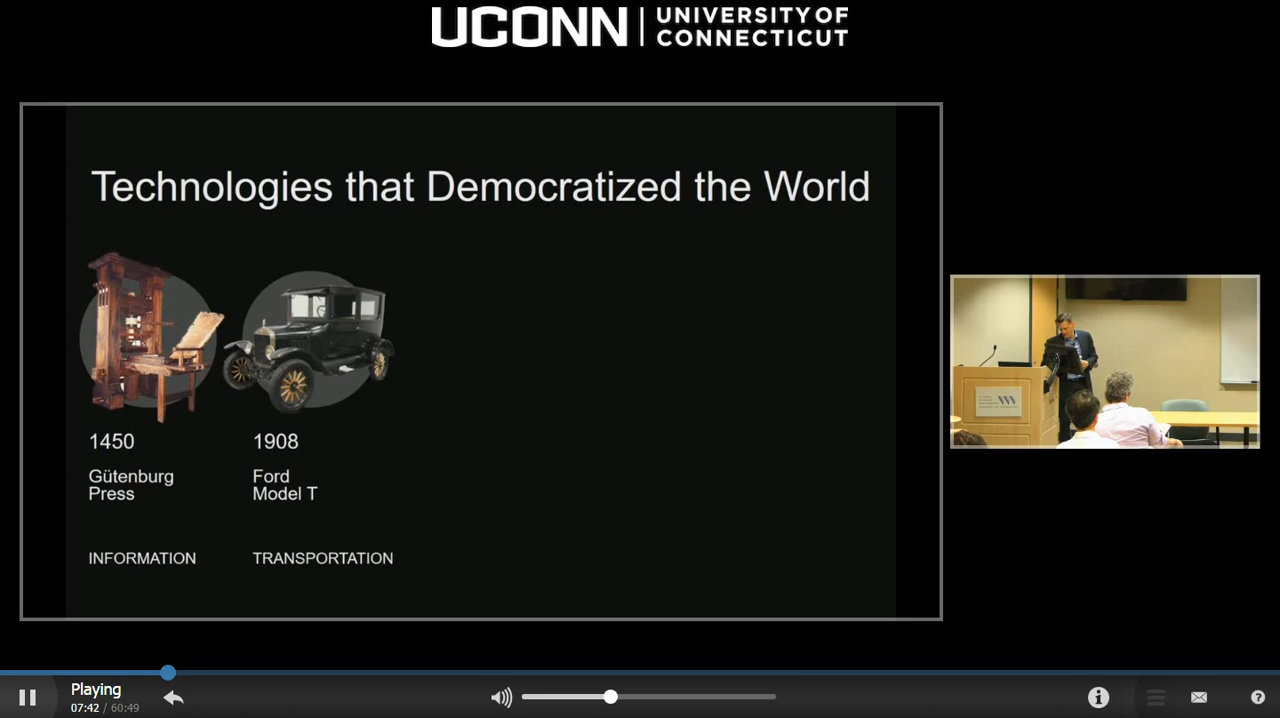 UCONN
UNIVERSITY OF
CONNECTICUT
Technologies that Democratized the World
1450
Gütenburg
Press
INFORMATION
1908
Ford
Model T
TRANSPORTATION
Playing
07:42 / 60:49